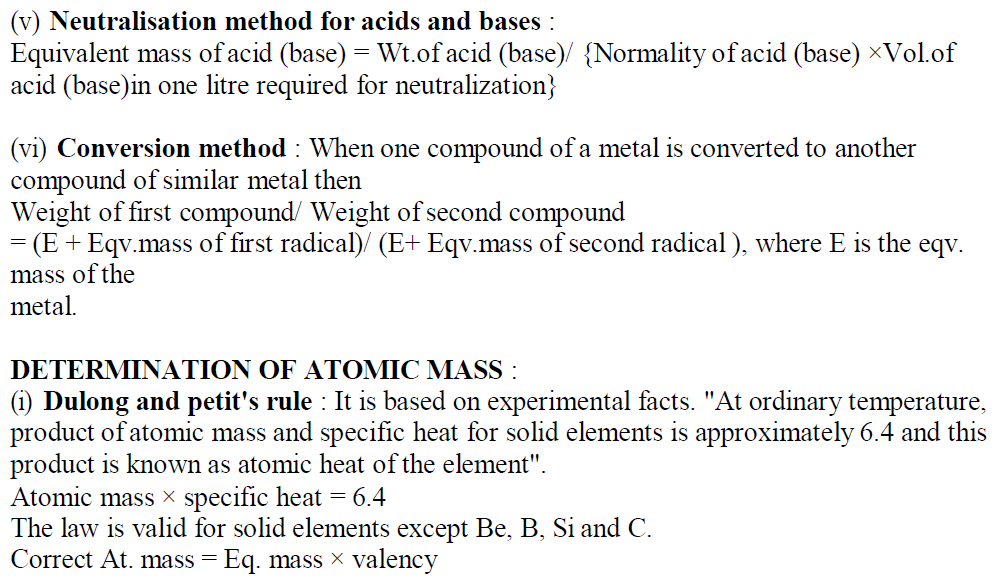 (v) Neutralisation method for acids and bases :
Equivalent mass of acid (base) = Wt.of acid (base)/ {Normality of acid (base) ×Vol.of
acid (base)in one litre required for neutralization}
(vi) Conversion method : When one compound of a metal is converted to another
compound of similar metal then
Weight of first compound/ Weight of second compound
= (E + Eqv.mass of first radical)/ (E+ Eqv.mass of second radical ), where E is the eqv.
mass of the
metal.
DETERMINATION OF ATOMIC MASS :
(i) Dulong and petit's rule : It is based on experimental facts. "At ordinary temperature,
product of atomic mass and specific heat for solid elements is approximately 6.4 and this
product is known as atomic heat of the element".
Atomic mass × specific heat = 6.4
The law is valid for solid elements except Be, B, Si and C.
Correct At. mass = Eq. mass × valency